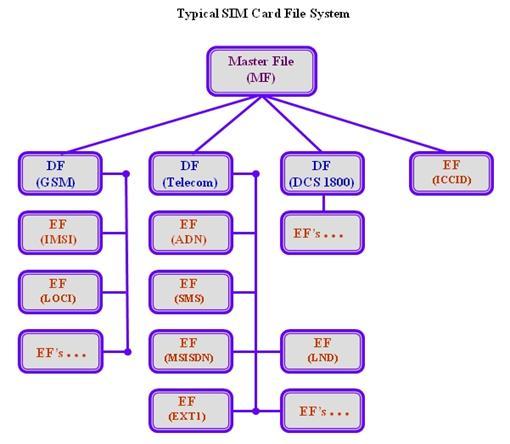 Typical SIM Card File System
Master File
(MF)
DF
(GSM)
DF
(Telecom)
DF
(DCS 1800)
EF
(ICCID)
EF
(IMSI)
EF
(ADN)
EF's...
EF
(LOCI)
EF
(SMS)
EF's...
EF
(MSISDN)
EF
(LND)
EF
(EXT1)
EF's...